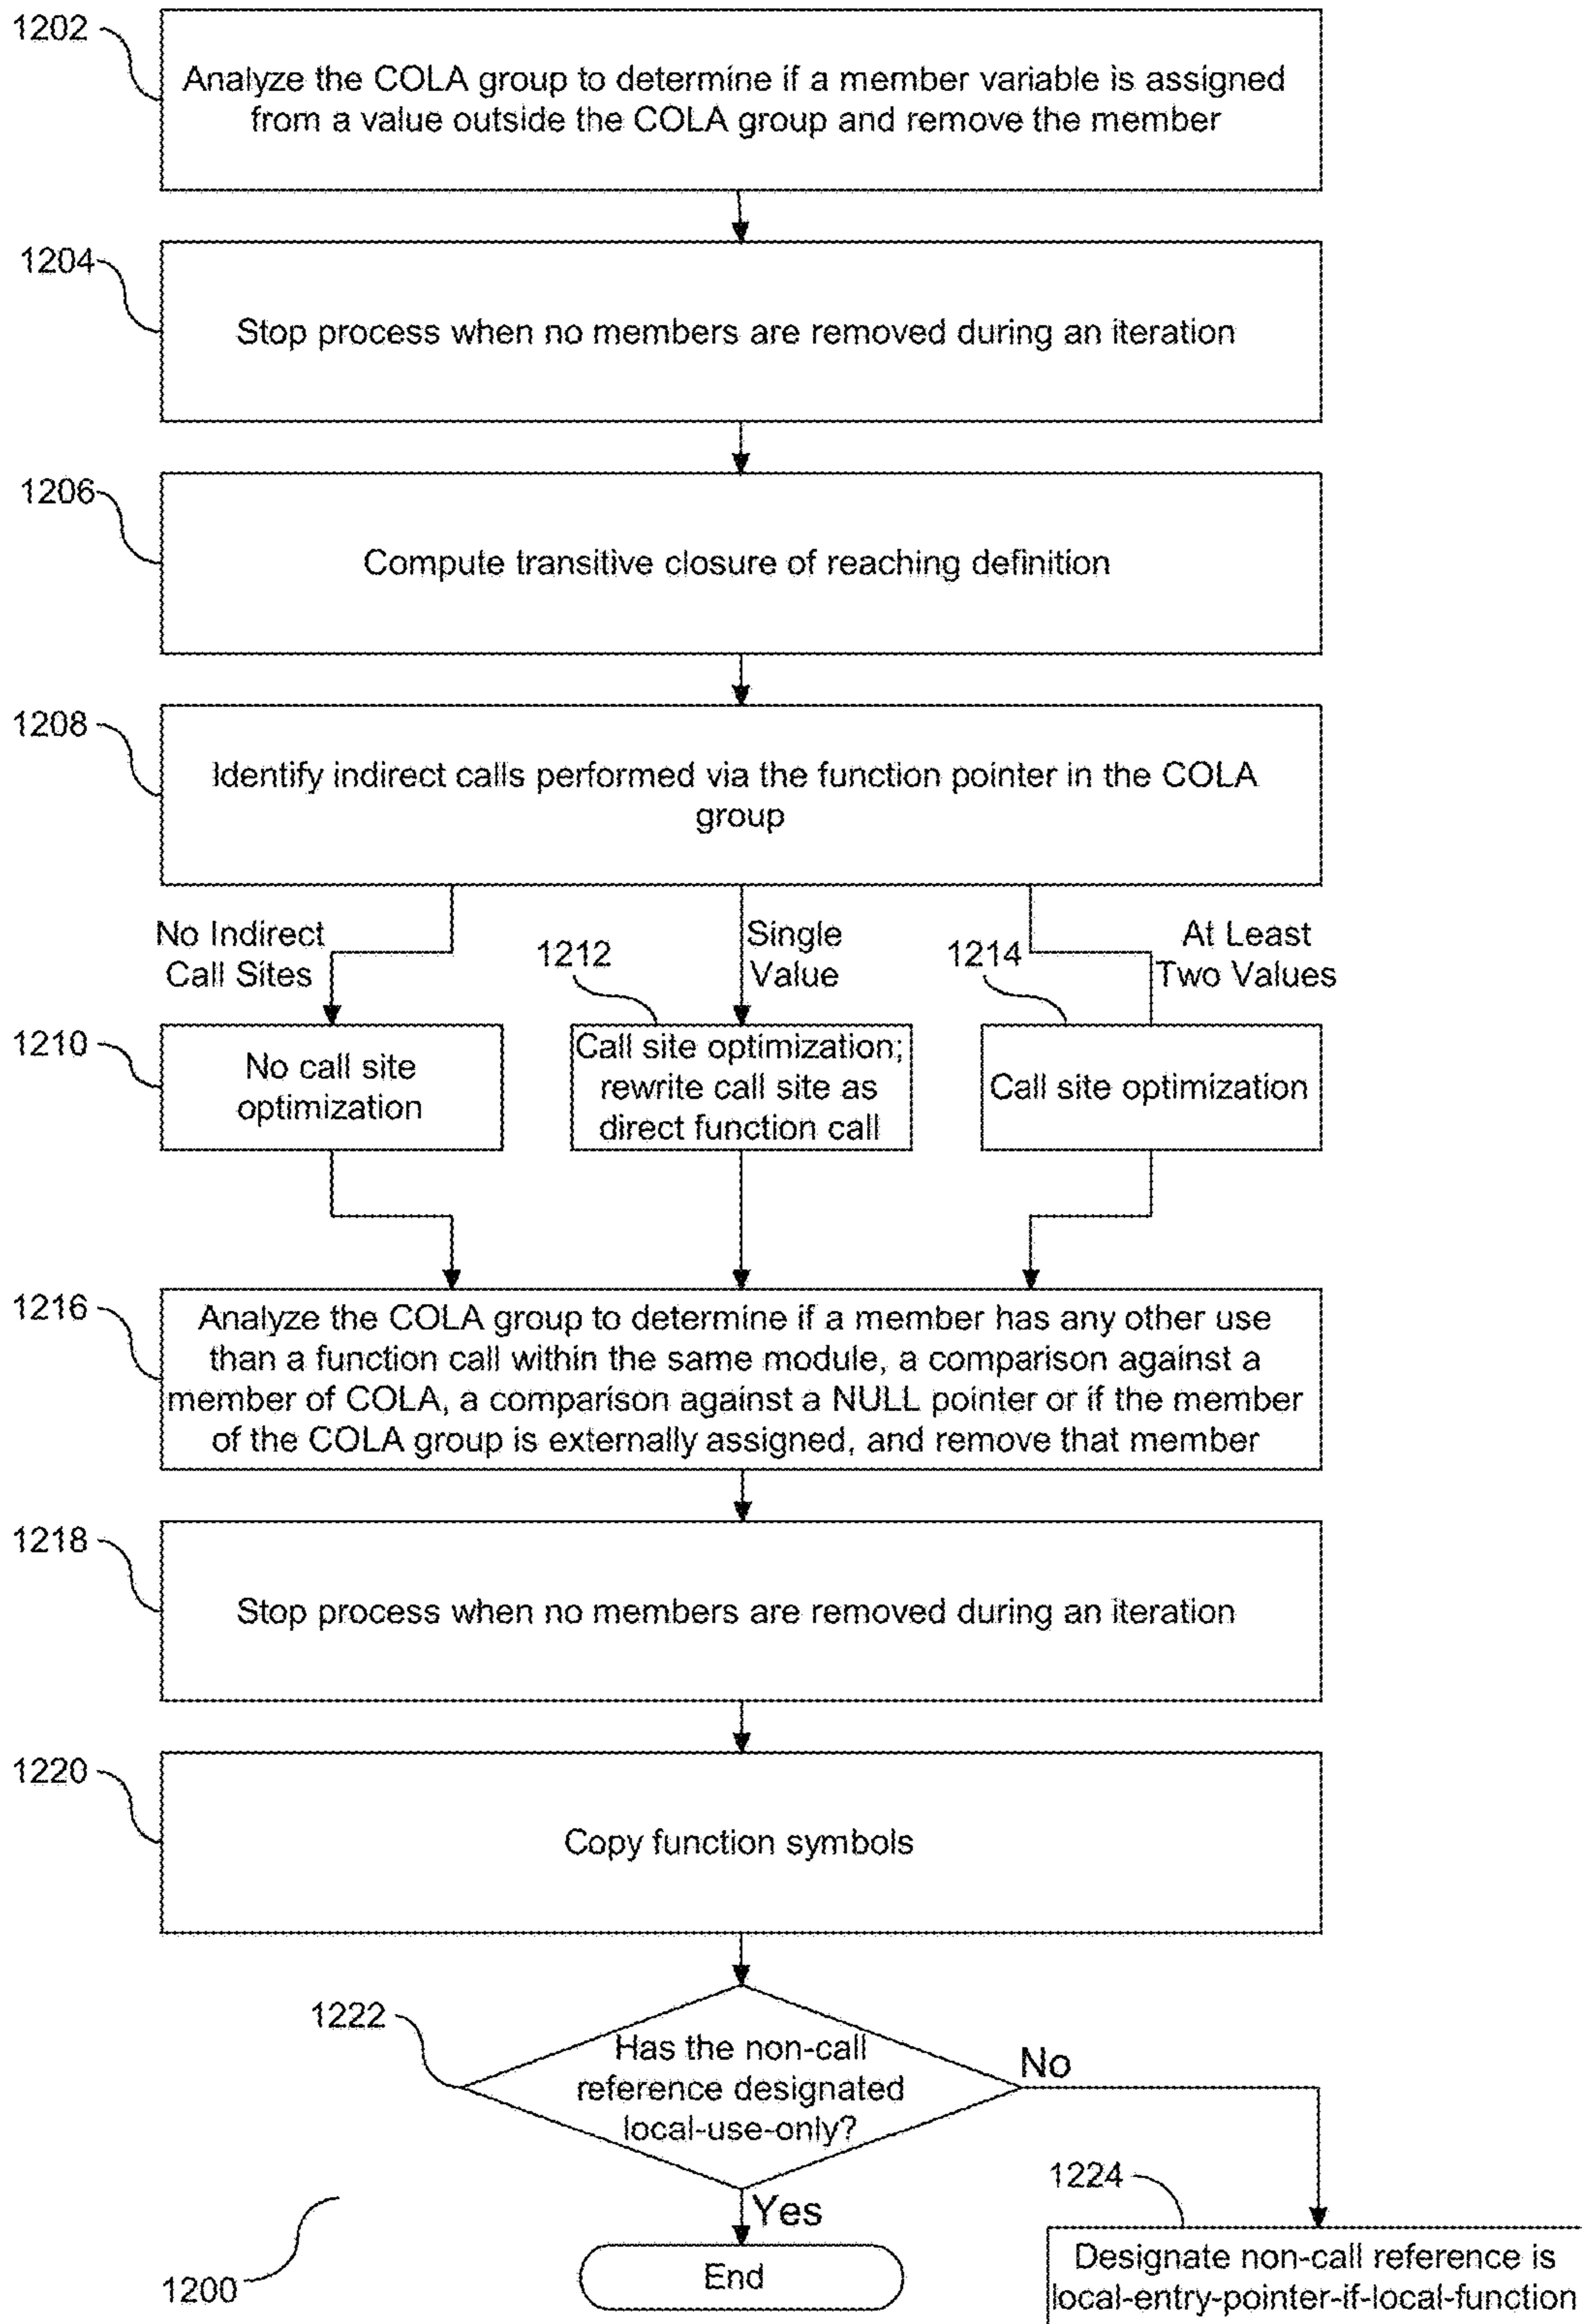 1202
Analyze the COLA group to determine if a member variable is assigned
from a value outside the COLA group and remove the member
1204
Stop process when no members are removed during an iteration
1206
Compute transitive closure of reaching definition
1208
Identify indirect calls performed via the function pointer in the COLA
group
No Indirect
Call Sites
1212
Single
Value
1214
At Least
Two Values
1210
No call site
optimization
Call site optimization;
rewrite call site as
direct function call
Call site optimization
1216
Analyze the COLA group to determine if a member has any other use
than a function call within the same module, a comparison against a
member of COLA, a comparison against a NULL pointer or if the member
of the COLA group is externally assigned, and remove that member
1218
Stop process when no members are removed during an iteration
1220
Copy function symbols
1222
Has the non-call
reference designated
local-use-only?
No
1224
Yes
End
Designate non-call reference is
local-entry-pointer-if-local-function
1200